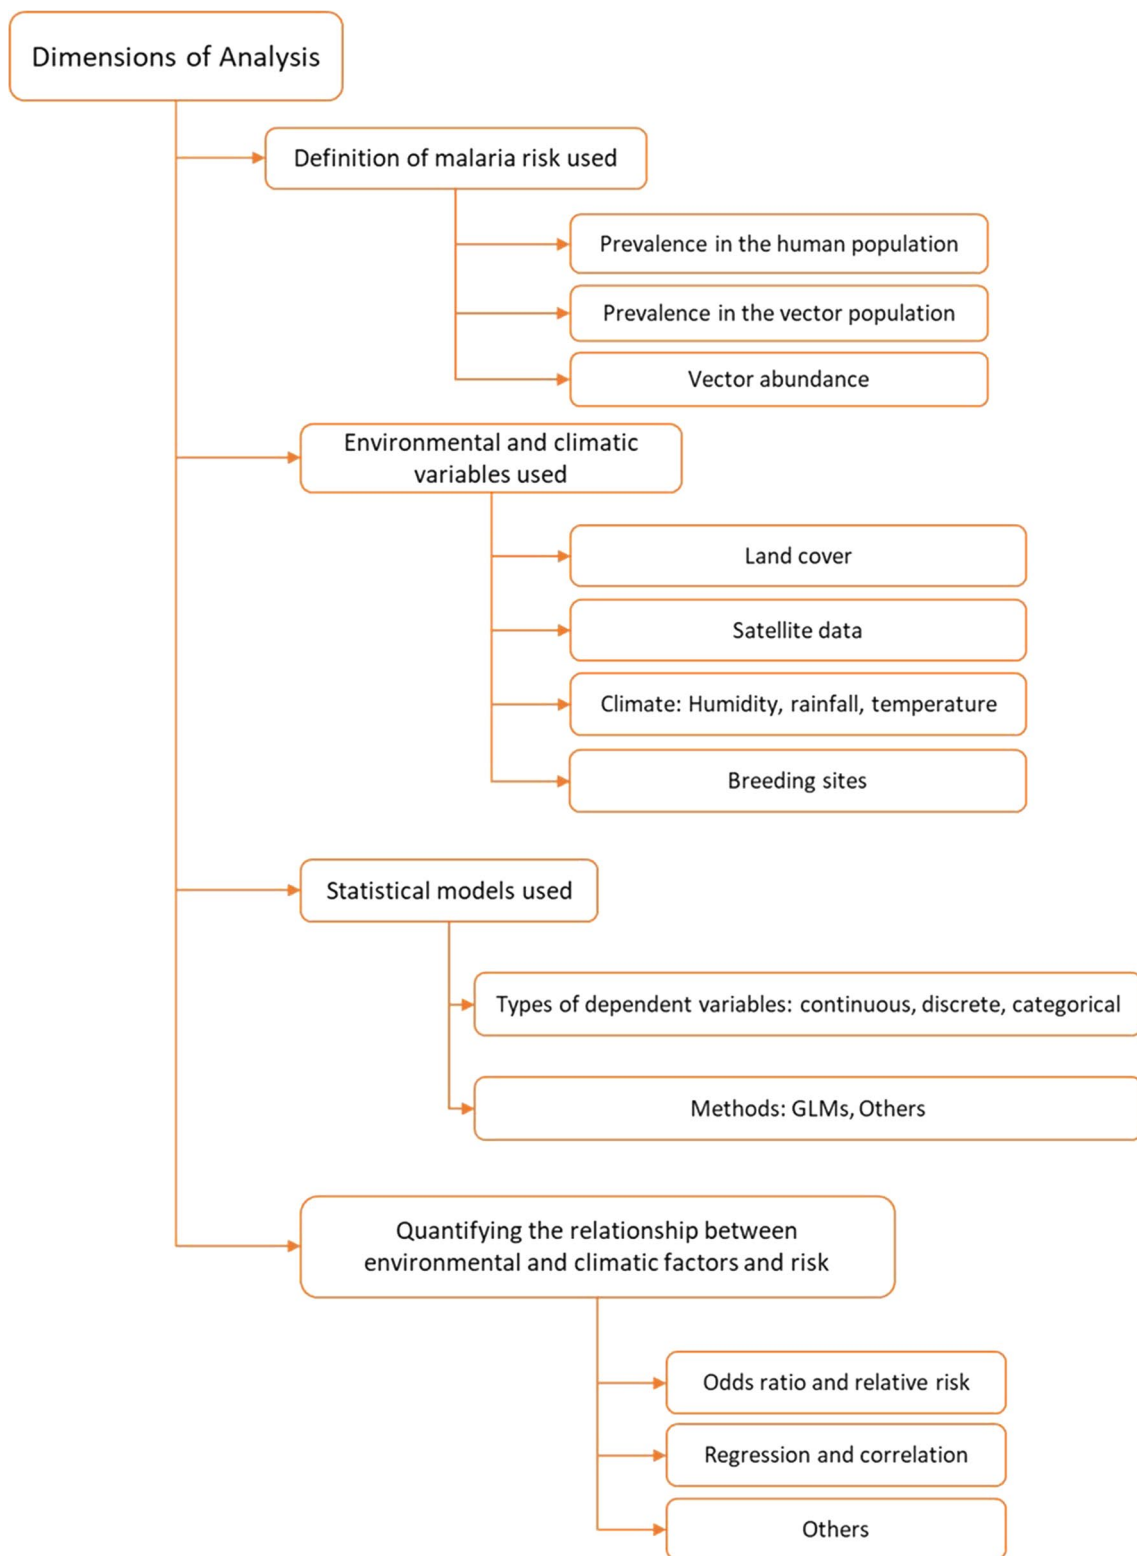 Dimensions of Analysis
Definition of malaria risk used
Prevalence in the human population
Prevalence in the vector population
Vector abundance
Environmental and climatic
variables used
Land cover
Satellite data
Climate: Humidity, rainfall, temperature
Breeding sites
Statistical models used
Types of dependent variables: continuous, discrete, categorical
Methods: GLMs, Others
Quantifying the relationship between
environmental and climatic factors and risk
Odds ratio and relative risk
Regression and correlation
Others